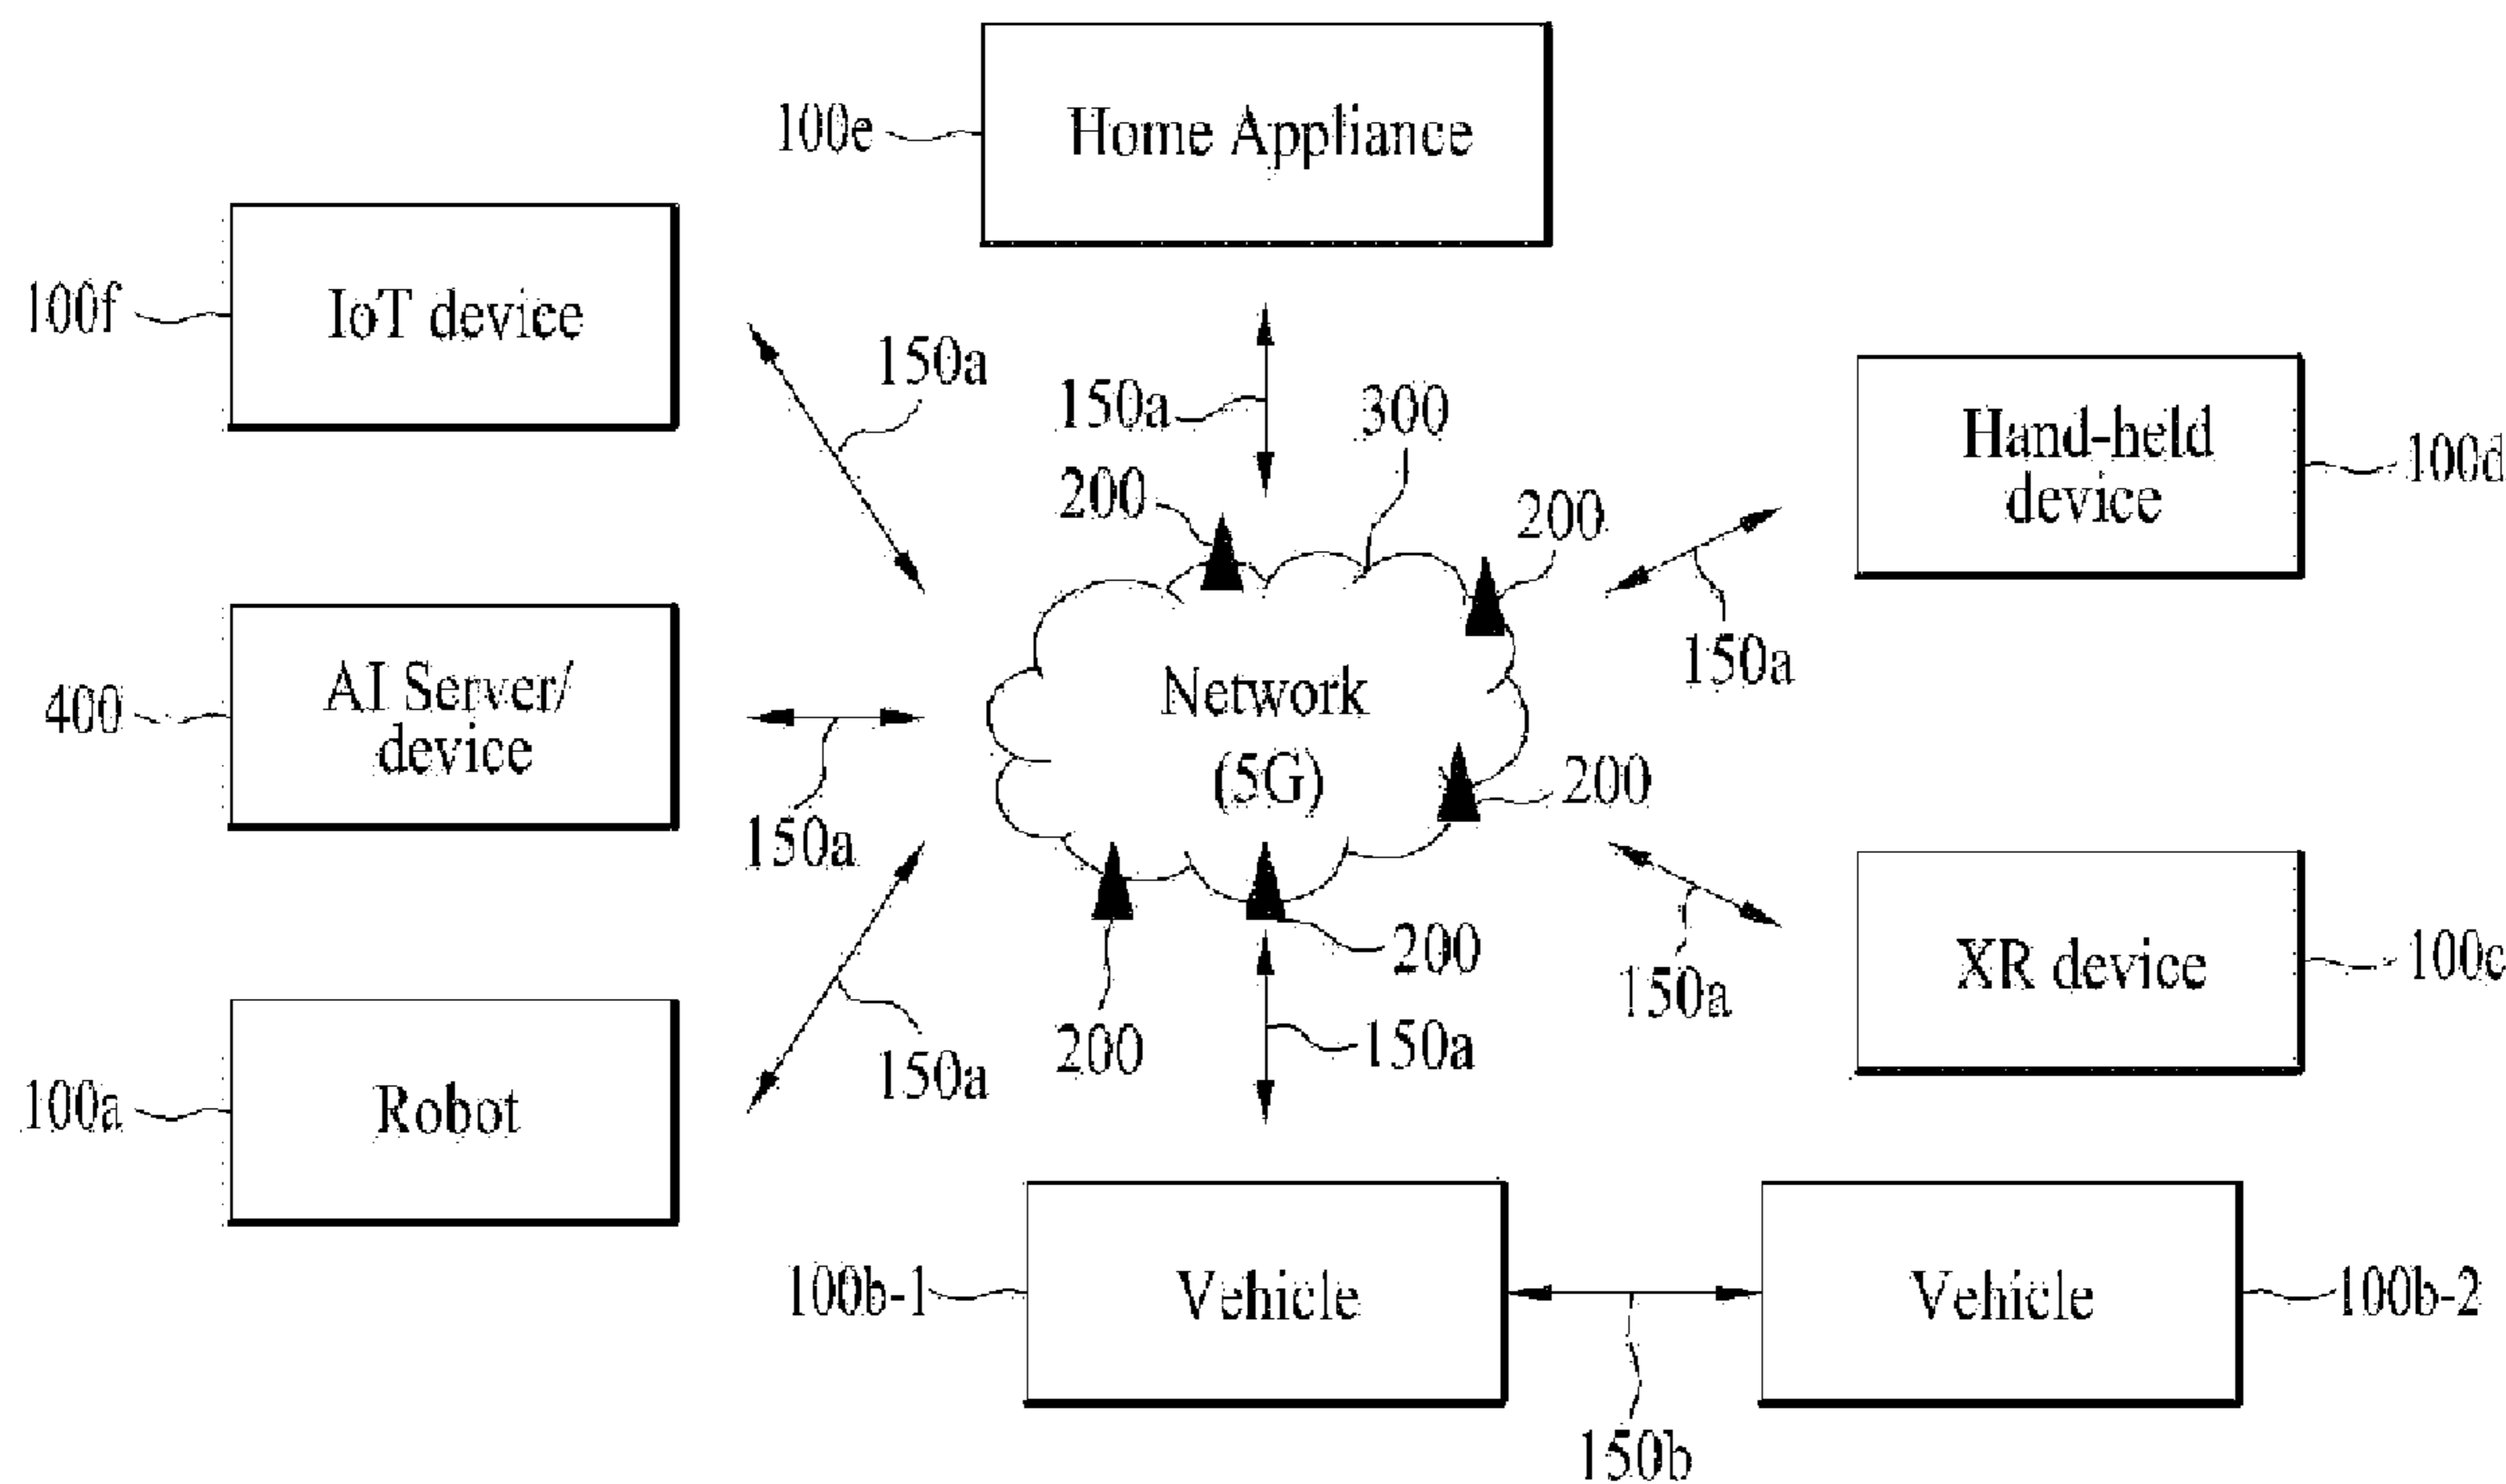 100e
Home Appliance
100f
IoT device
150a
150a
300
Hand-held
device
100d
200
200
150a
400
AI Server/
device
150a
Network
(5G)
200
XR device
100c
150a
200
200
150a
150a
100a
Robot
100b-1
Vehicle
Vehicle
100b-2
150b